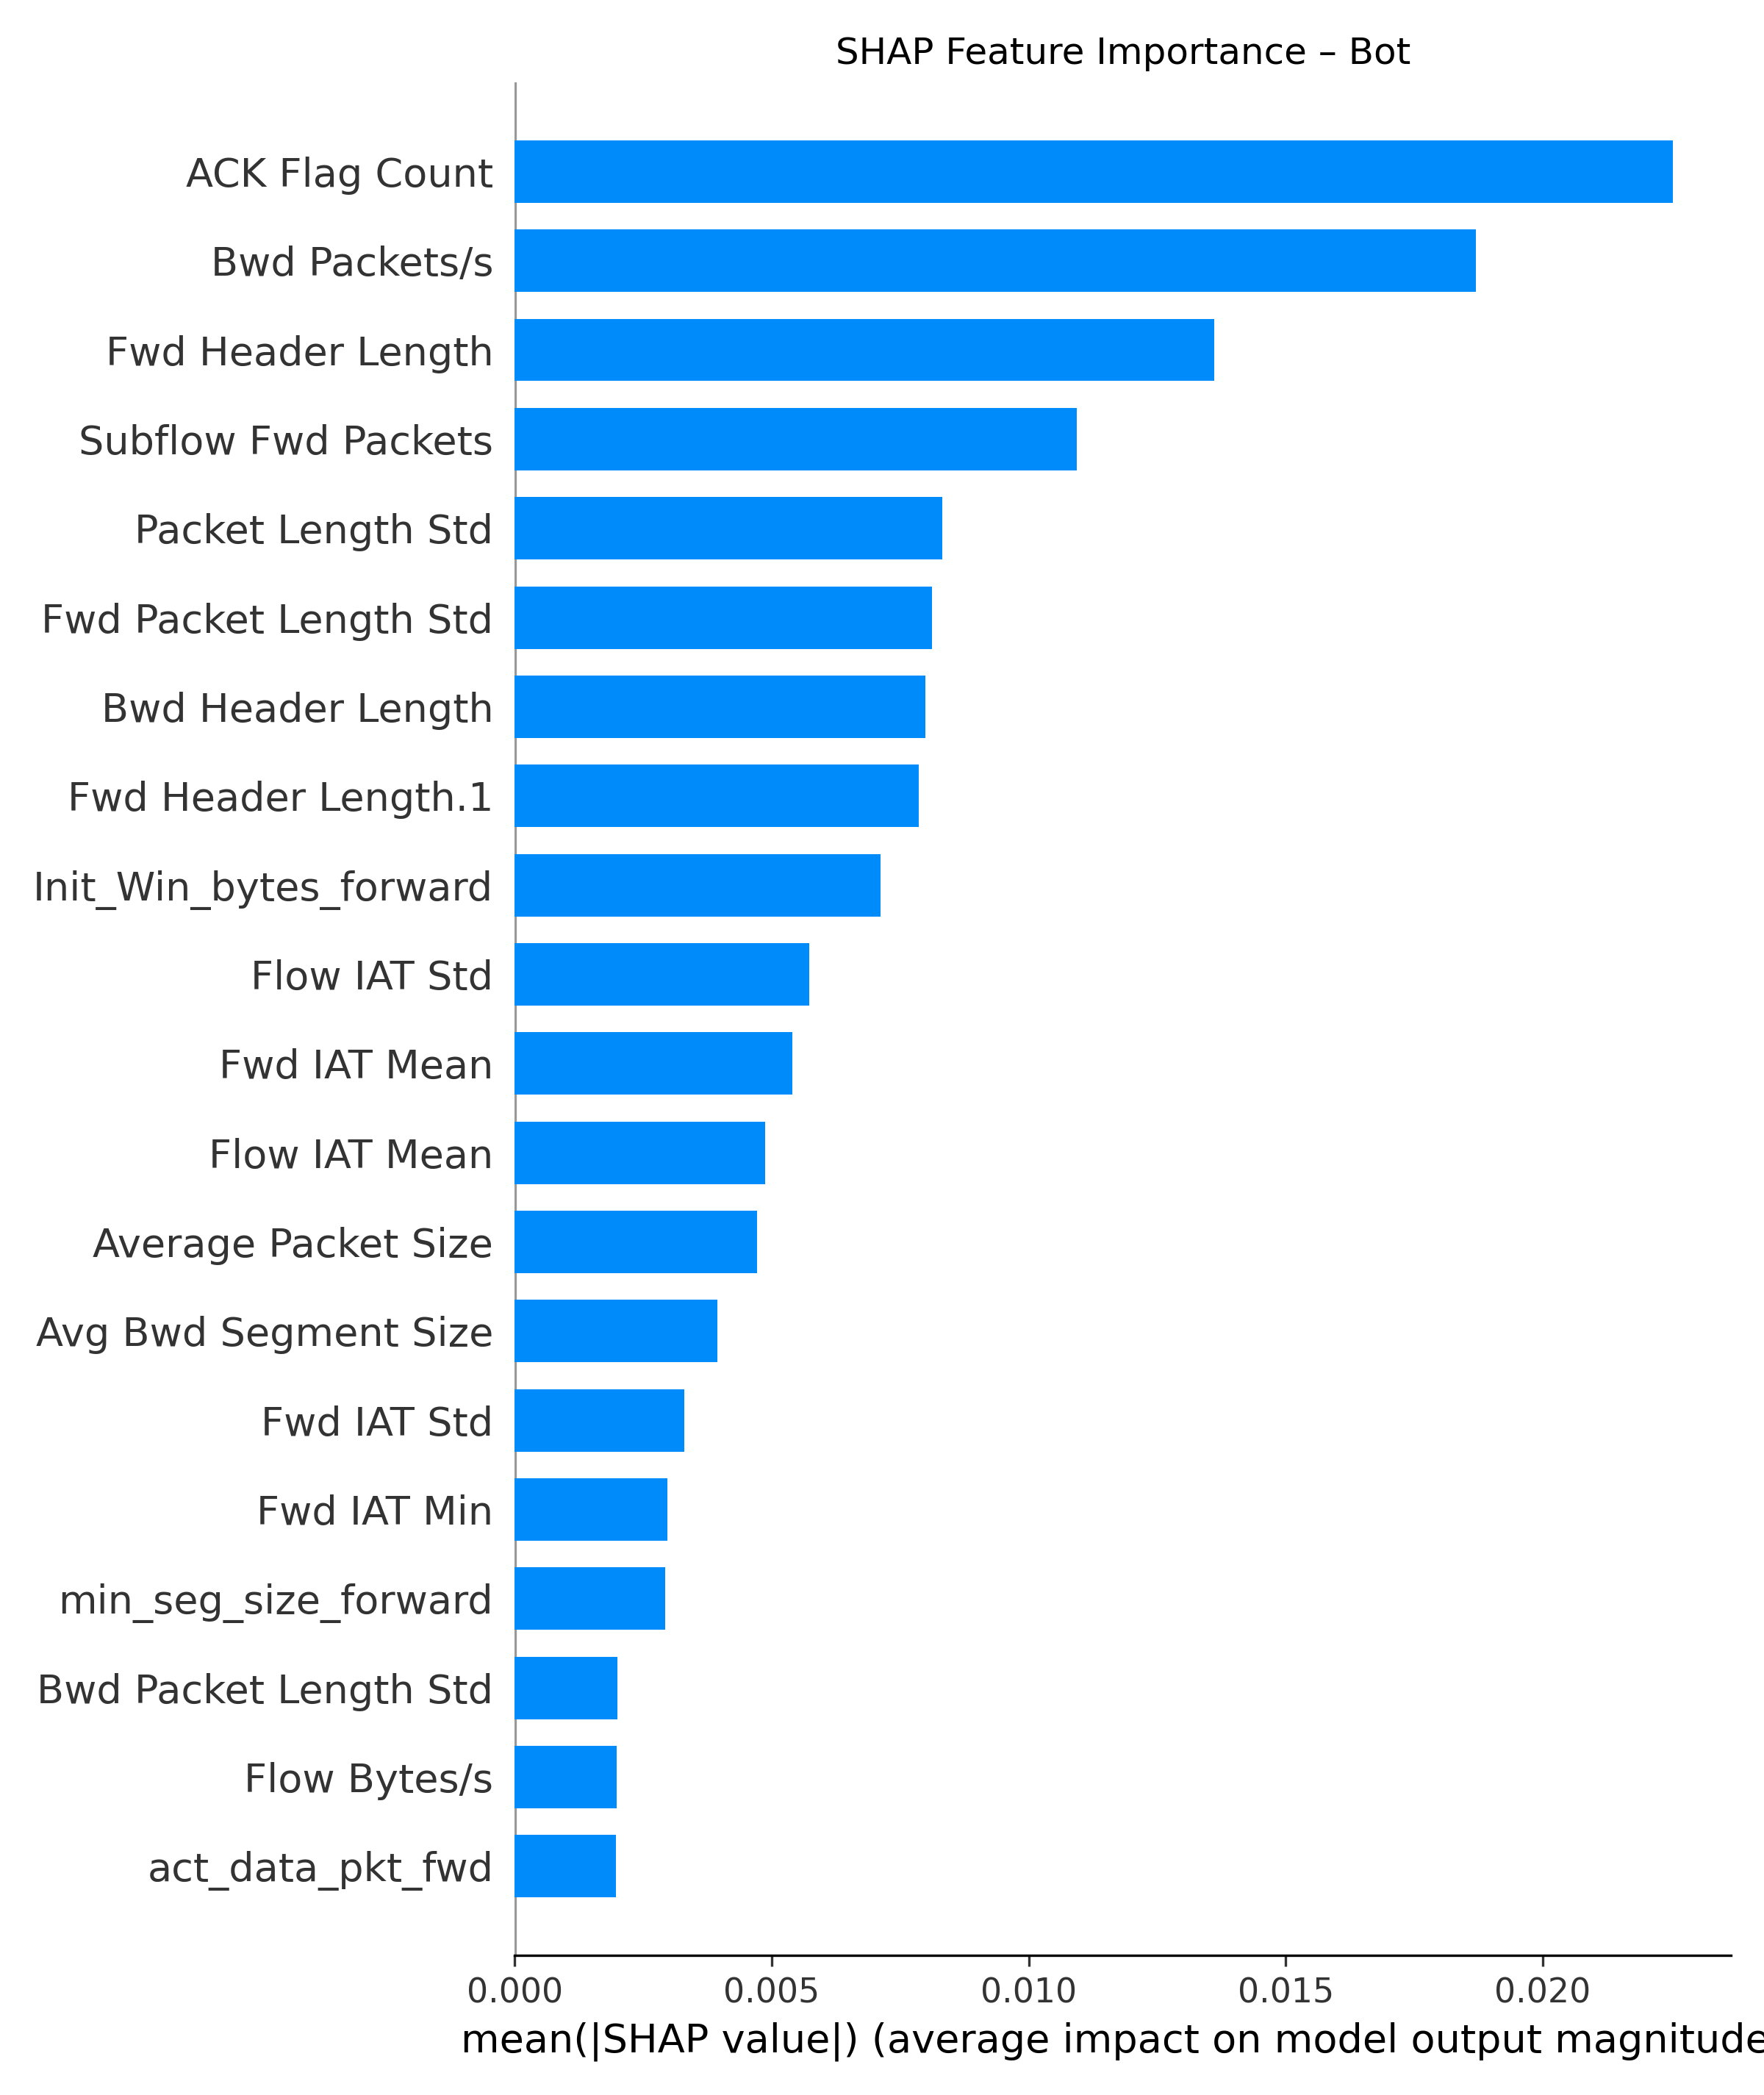 SHAP Feature Importance – Bot
ACK Flag Count
Bwd Packets/s
Fwd Header Length
Subflow Fwd Packets
Packet Length Std
Fwd Packet Length Std
Bwd Header Length
Fwd Header Length.1
Init_Win_bytes_forward
Flow IAT Std
Fwd IAT Mean
Flow IAT Mean
Average Packet Size
Avg Bwd Segment Size
Fwd IAT Std
Fwd IAT Min
min_seg_size_forward
Bwd Packet Length Std
Flow Bytes/s
act_data_pkt_fwd
0.000 0.005 0.010 0.015 0.020
mean(|SHAP value|) (average impact on model output magnitude